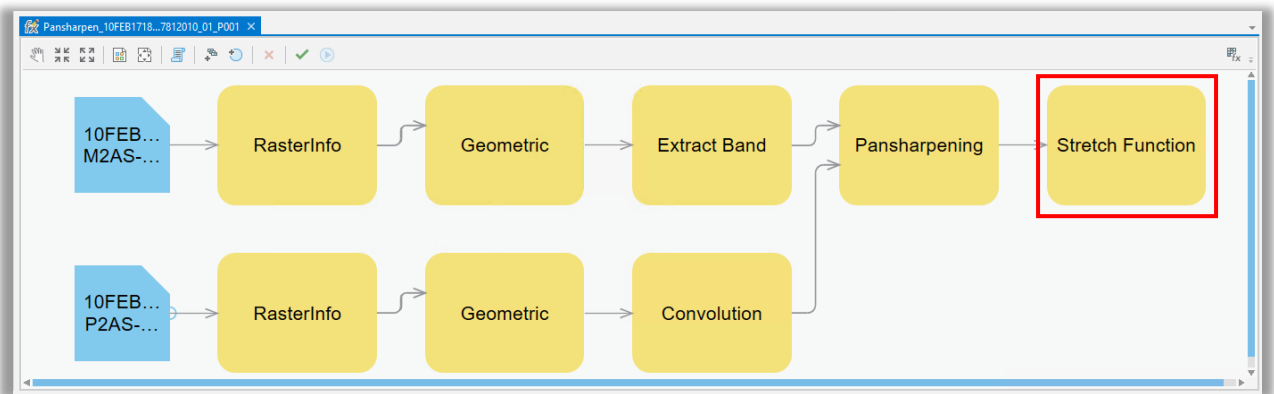 Pansharpen_10FEB1718...7812010_01_P001
10FEB...
M2AS-...
RasterInfo
Geometric
Extract Band
Pansharpening
Stretch Function
10FEB...
P2AS-...
RasterInfo
Geometric
Convolution